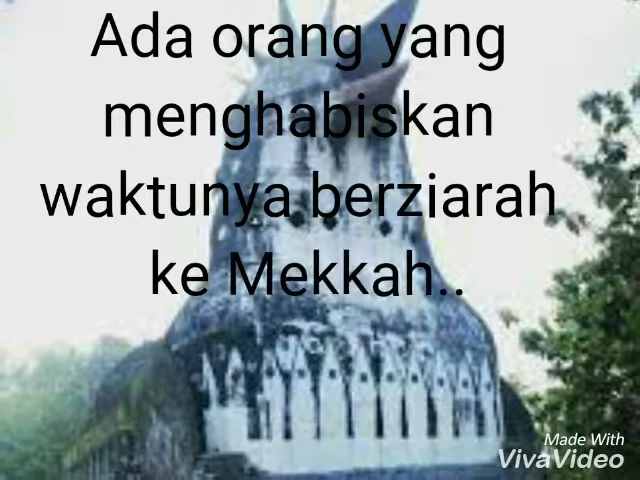 Ada orang yang
menghabiskan
waktunya berziarah
ke Mekkah..
Made With
VivaVideo